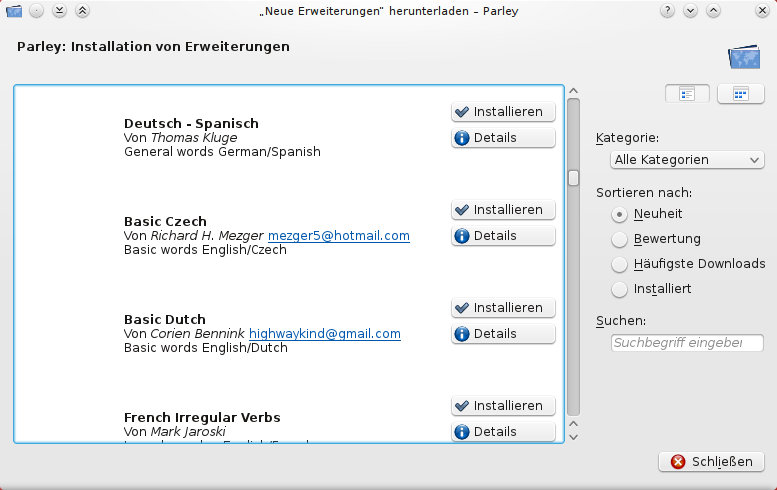 „Neue Erweiterungen“ herunterladen – Parley
Parley: Installation von Erweiterungen
Deutsch - Spanisch
Von Thomas Kluge
General words German/Spanish
Installieren
Details
Basic Czech
Von Richard H. Mezger mezger5@hotmail.com
Basic words English/Czech
Installieren
Details
Basic Dutch
Von Corien Bennink highwaykind@gmail.com
Basic words English/Dutch
Installieren
Details
French Irregular Verbs
Von Mark Jaroski
Installieren
Details
Kategorie:
Alle Kategorien
Sortieren nach:
Neuheit
Bewertung
Häufigste Downloads
Installiert
Suchen:
Suchbegriff eingeben
Schließen